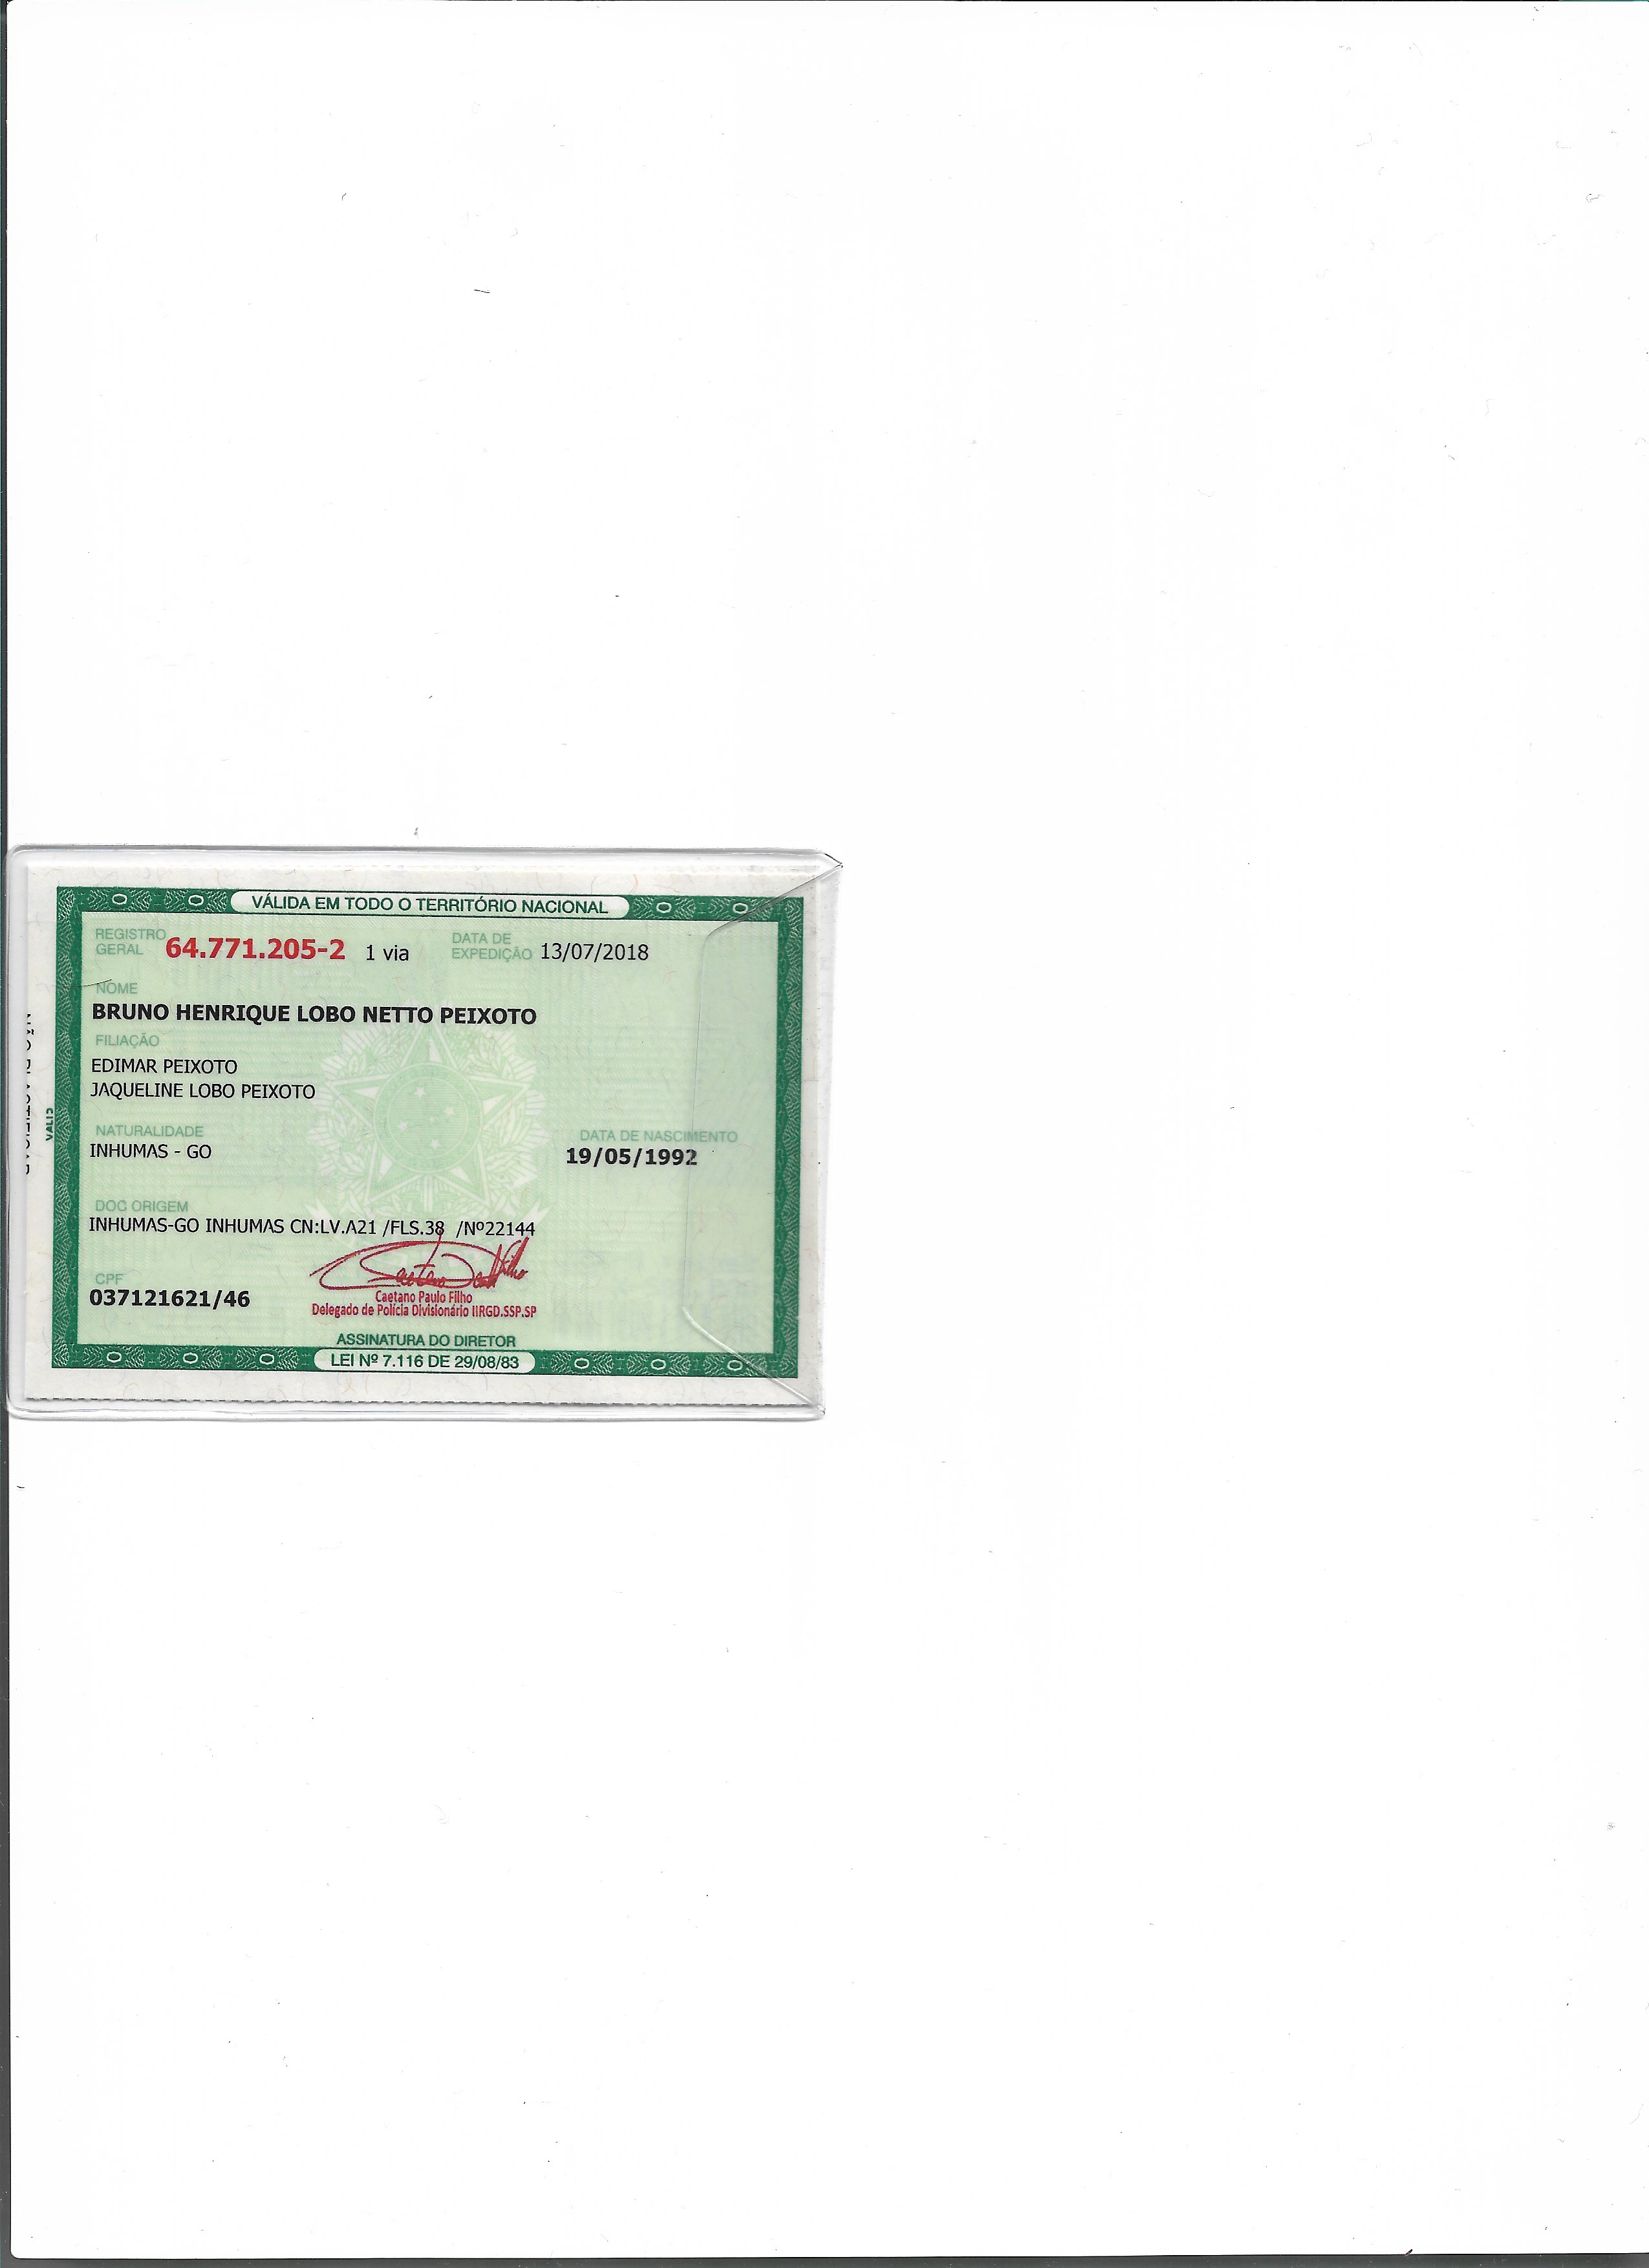 VÁLIDA EM TODO O TERRITÓRIO NACIONAL
REGISTRO GERAL 64.771.205-2 1 via DATA DE EXPEDIÇÃO 13/07/2018
NOME
BRUNO HENRIQUE LOBO NETTO PEIXOTO
FILIAÇÃO
EDIMAR PEIXOTO
JAQUELINE LOBO PEIXOTO
NATURALIDADE
INHUMAS - GO
DATA DE NASCIMENTO
19/05/1992
DOC ORIGEM
INHUMAS-GO INHUMAS CN:LV.A21 /FLS.38 /Nº22144
CPF
037121621/46
Caetano Paulo Filho
Delegado de Polícia Divisionário IIRGD.SSP.SP
ASSINATURA DO DIRETOR
LEI Nº 7.116 DE 29/08/83